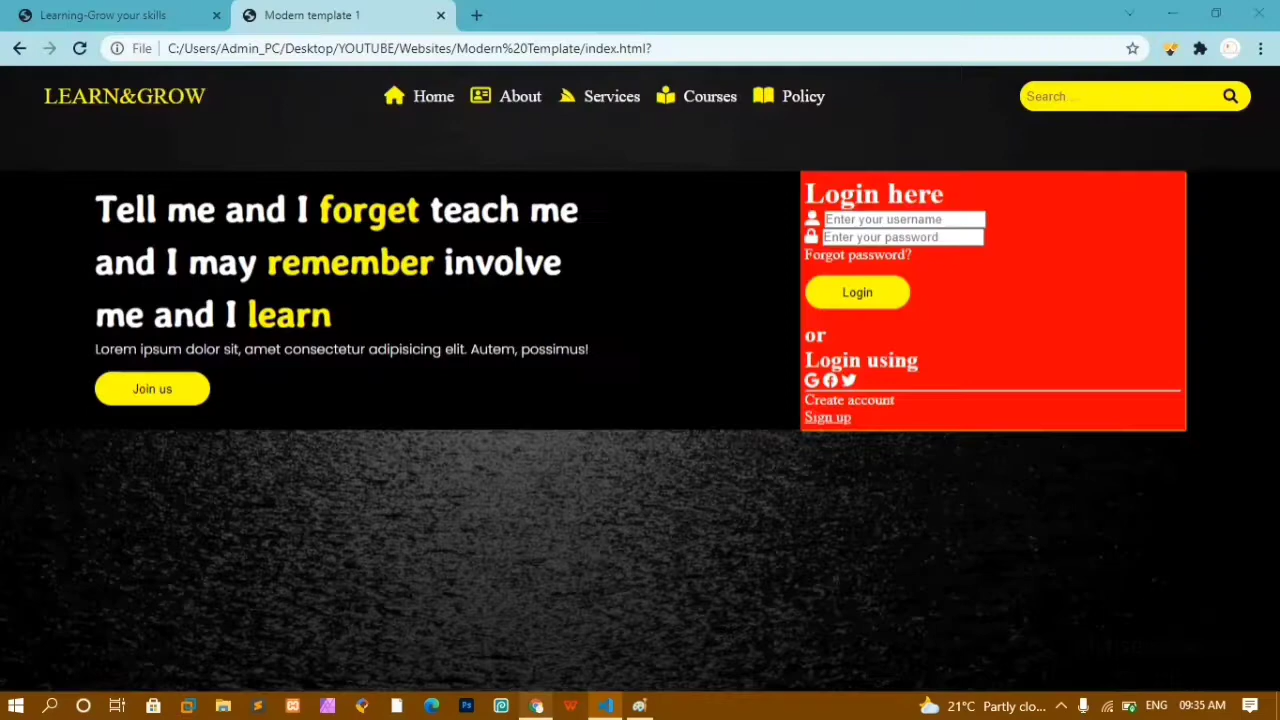 Learning-Grow your skills
Modern template 1
File C:/Users/Admin_PC/Desktop/YOUTUBE/Websites/Modern%20Template/index.html?
LEARN&GROW
Home
About
Services
Courses
Policy
Search ...
Tell me and I forget teach me
and I may remember involve
me and I learn
Lorem ipsum dolor sit, amet consectetur adipisicing elit. Autem, possimus!
Join us
Login here
Enter your username
Enter your password
Forgot password?
Login
or
Login using
Create account
Sign up
21°C Partly clo...
ENG
09:35 AM